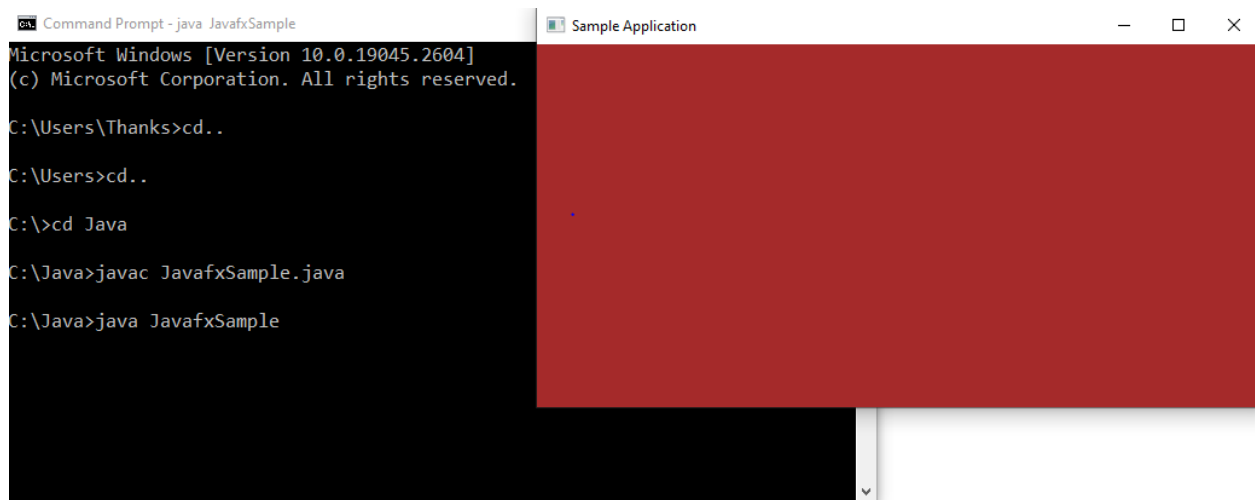 Command Prompt - java JavafxSample
Sample Application
Microsoft Windows [Version 10.0.19045.2604]
(c) Microsoft Corporation. All rights reserved.
C:\Users\Thanks>cd..
C:\Users>cd..
C:\>cd Java
C:\Java>javac JavafxSample.java
C:\Java>java JavafxSample